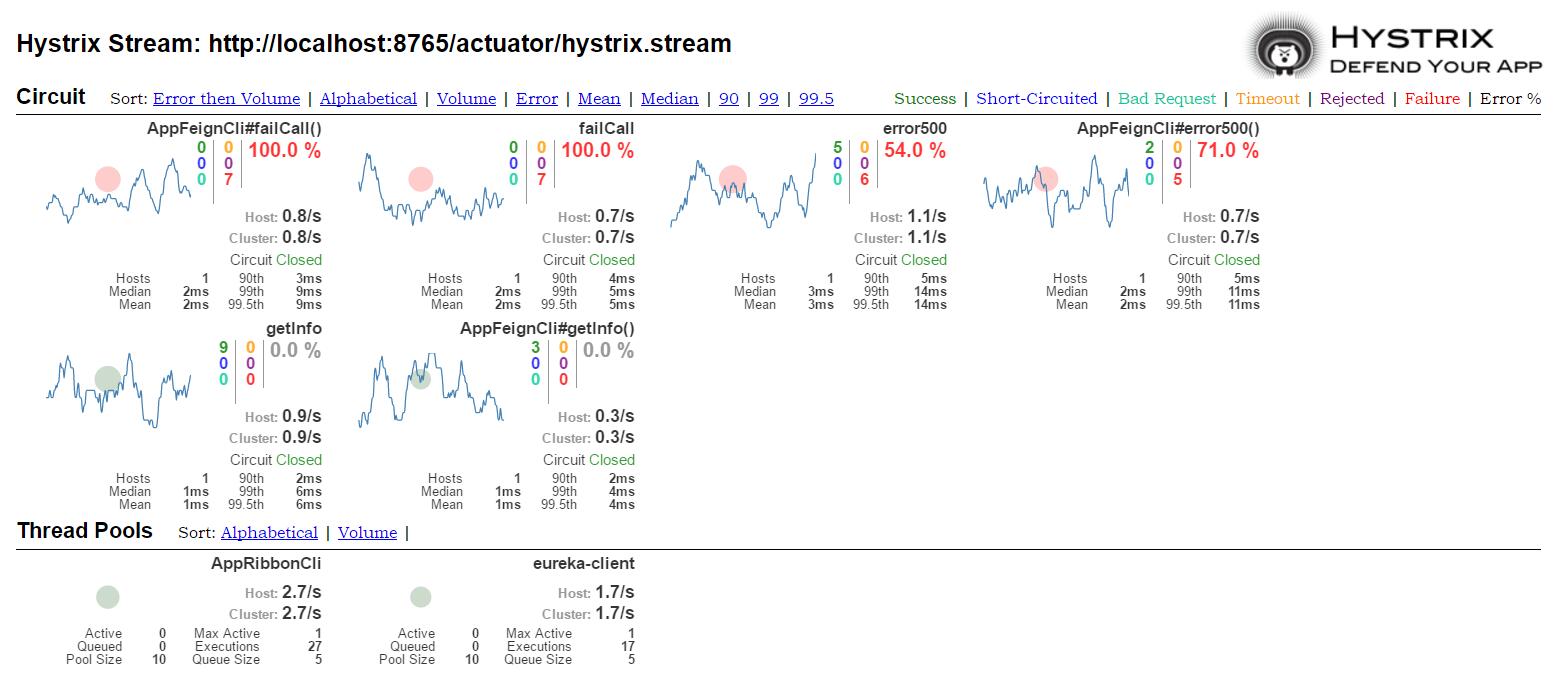 Hystrix Stream: http://localhost:8765/actuator/hystrix.stream
HYSTRIX
DEFEND YOUR APP
Circuit Sort: Error then Volume | Alphabetical | Volume | Error | Mean | Median | 90 | 99 | 99.5 Success | Short-Circuited | Bad Request | Timeout | Rejected | Failure | Error %
AppFeignCli#failCall()
0 0 100.0 %
0 0
0 7
Host: 0.8/s
Cluster: 0.8/s
Circuit Closed
Hosts 1 90th 3ms
Median 2ms 99th 9ms
Mean 2ms 99.5th 9ms
failCall
0 0 100.0 %
0 0
0 7
Host: 0.7/s
Cluster: 0.7/s
Circuit Closed
Hosts 1 90th 4ms
Median 2ms 99th 5ms
Mean 2ms 99.5th 5ms
error500
5 0 54.0 %
0 0
0 6
Host: 1.1/s
Cluster: 1.1/s
Circuit Closed
Hosts 1 90th 5ms
Median 3ms 99th 14ms
Mean 3ms 99.5th 14ms
AppFeignCli#error500()
2 0 71.0 %
0 0
0 5
Host: 0.7/s
Cluster: 0.7/s
Circuit Closed
Hosts 1 90th 5ms
Median 2ms 99th 11ms
Mean 2ms 99.5th 11ms
getInfo
9 0 0.0 %
0 0
0 0
Host: 0.9/s
Cluster: 0.9/s
Circuit Closed
Hosts 1 90th 2ms
Median 1ms 99th 6ms
Mean 1ms 99.5th 6ms
AppFeignCli#getInfo()
3 0 0.0 %
0 0
0 0
Host: 0.3/s
Cluster: 0.3/s
Circuit Closed
Hosts 1 90th 2ms
Median 1ms 99th 4ms
Mean 1ms 99.5th 4ms
Thread Pools Sort: Alphabetical | Volume |
AppRibbonCli
Host: 2.7/s
Cluster: 2.7/s
Active 0 Max Active 1
Queued 0 Executions 27
Pool Size 10 Queue Size 5
eureka-client
Host: 1.7/s
Cluster: 1.7/s
Active 0 Max Active 1
Queued 0 Executions 17
Pool Size 10 Queue Size 5